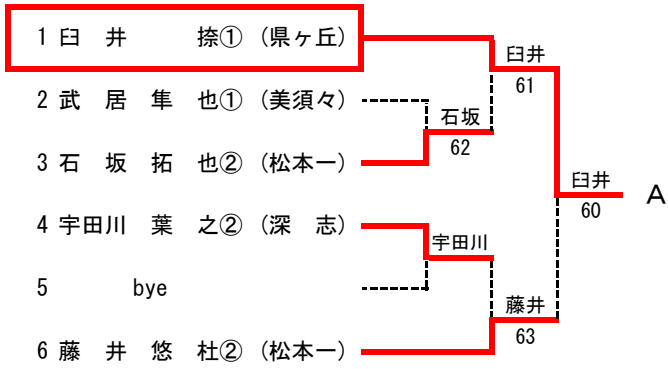 1 臼 井 捺① (県ヶ丘)
臼井
61
2 武 居 隼 也① (美須々)
石坂
62
3 石 坂 拓 也② (松本一)
臼井
60
A
4 宇田川 葉 之② (深 志)
宇田川
5 bye
藤井
63
6 藤 井 悠 杜② (松本一)